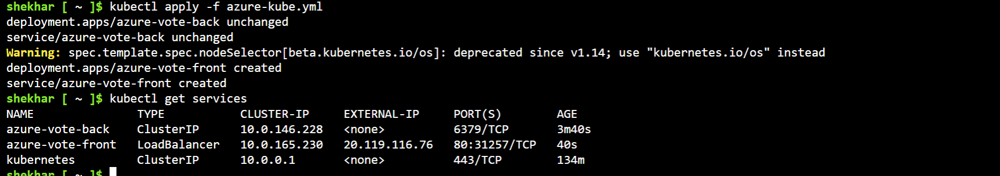 shekhar [ ~ ]$ kubectl apply -f azure-kube.yml
deployment.apps/azure-vote-back unchanged
service/azure-vote-back unchanged
Warning: spec.template.spec.nodeSelector[beta.kubernetes.io/os]: deprecated since v1.14; use "kubernetes.io/os" instead
deployment.apps/azure-vote-front created
service/azure-vote-front created
shekhar [ ~ ]$ kubectl get services
NAME TYPE CLUSTER-IP EXTERNAL-IP PORT(S) AGE
azure-vote-back ClusterIP 10.0.146.228 <none> 6379/TCP 3m40s
azure-vote-front LoadBalancer 10.0.165.230 20.119.116.76 80:31257/TCP 40s
kubernetes ClusterIP 10.0.0.1 <none> 443/TCP 134m
shekhar [ ~ ]$